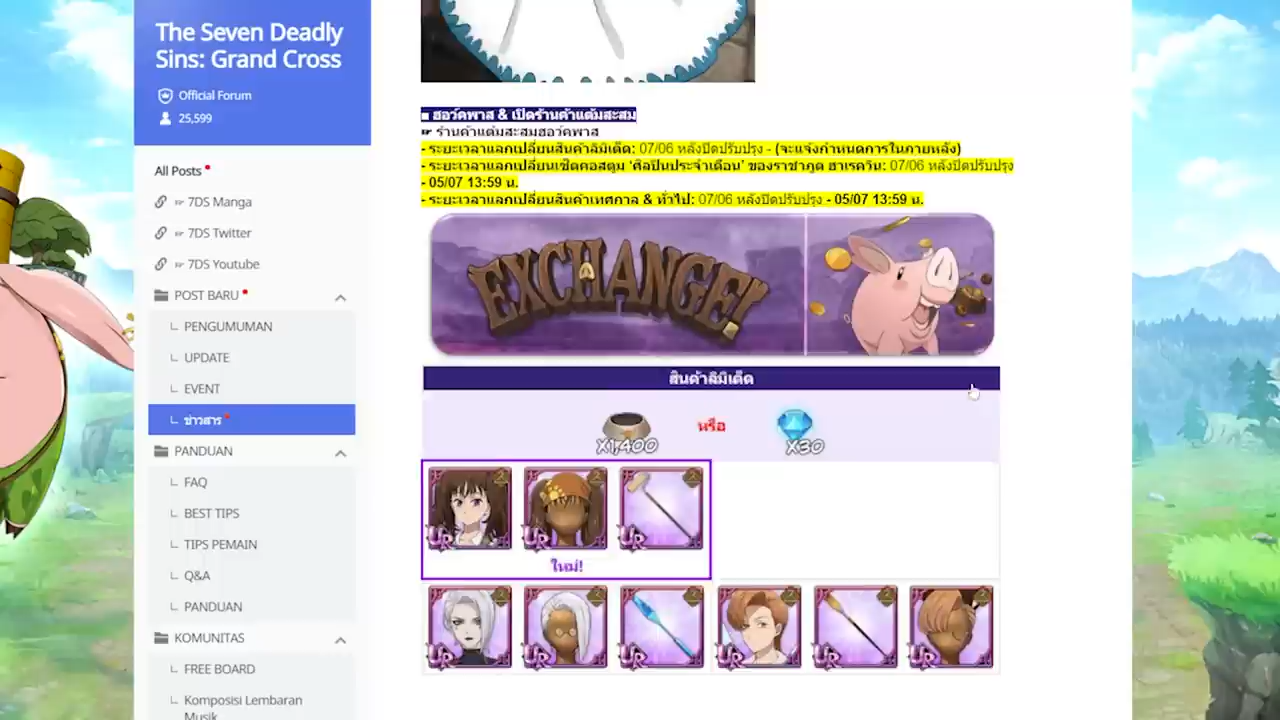 The Seven Deadly
Sins: Grand Cross
Official Forum
25,599
All Posts
☞ 7DS Manga
☞ 7DS Twitter
☞ 7DS Youtube
POST BARU
PENGUMUMAN
UPDATE
EVENT
ข่าวสาร
PANDUAN
FAQ
BEST TIPS
TIPS PEMAIN
Q&A
PANDUAN
KOMUNITAS
FREE BOARD
Komposisi Lembaran
Musik
■ ฮอว์คพาส & เปิดร้านค้าแต้มสะสม
☞ ร้านค้าแต้มสะสมฮอว์คพาส
- ระยะเวลาแลกเปลี่ยนสินค้าลิมิเต็ด: 07/06 หลังปิดปรับปรุง - (จะแจ้งกำหนดการในภายหลัง)
- ระยะเวลาแลกเปลี่ยนเซ็ตคอสตูม 'ศิลปินประจำเดือน' ของราชาภูต ฮาเรควิน: 07/06 หลังปิดปรับปรุง
- 05/07 13:59 น.
- ระยะเวลาแลกเปลี่ยนสินค้าเทศกาล & ทั่วไป: 07/06 หลังปิดปรับปรุง - 05/07 13:59 น.
EXCHANGE!
สินค้าลิมิเต็ด
X1,400 หรือ X30
UR UR UR
ใหม่!
UR UR UR UR UR UR